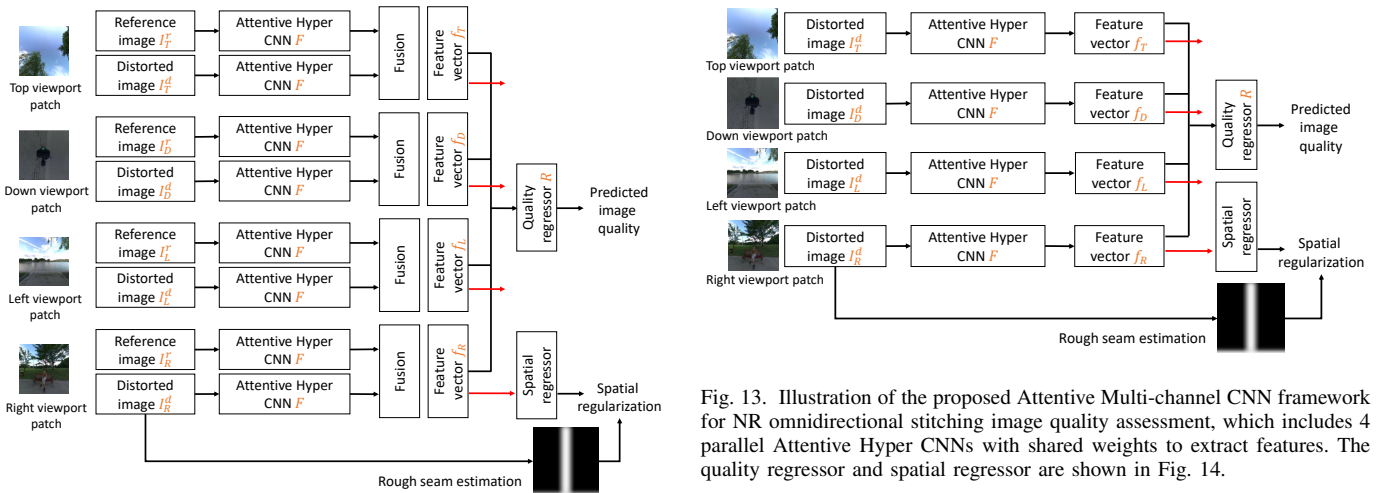 Reference
image I_T^r
Attentive Hyper
CNN F
Distorted
image I_T^d
Attentive Hyper
CNN F
Fusion
Feature
vector f_T
Top viewport
patch
Reference
image I_D^r
Attentive Hyper
CNN F
Distorted
image I_D^d
Attentive Hyper
CNN F
Fusion
Feature
vector f_D
Down viewport
patch
Reference
image I_L^r
Attentive Hyper
CNN F
Distorted
image I_L^d
Attentive Hyper
CNN F
Fusion
Feature
vector f_L
Left viewport
patch
Reference
image I_R^r
Attentive Hyper
CNN F
Distorted
image I_R^d
Attentive Hyper
CNN F
Fusion
Feature
vector f_R
Right viewport
patch
Quality
regressor R
Predicted
image
quality
Spatial
regressor
Spatial
regularization
Rough seam estimation
Distorted
image I_T^d
Attentive Hyper
CNN F
Feature
vector f_T
Top viewport patch
Distorted
image I_D^d
Attentive Hyper
CNN F
Feature
vector f_D
Down viewport patch
Distorted
image I_L^d
Attentive Hyper
CNN F
Feature
vector f_L
Left viewport patch
Distorted
image I_R^d
Attentive Hyper
CNN F
Feature
vector f_R
Right viewport patch
Quality
regressor R
Predicted
image
quality
Spatial
regressor
Spatial
regularization
Rough seam estimation
Fig. 13. Illustration of the proposed Attentive Multi-channel CNN framework
for NR omnidirectional stitching image quality assessment, which includes 4
parallel Attentive Hyper CNNs with shared weights to extract features. The
quality regressor and spatial regressor are shown in Fig. 14.